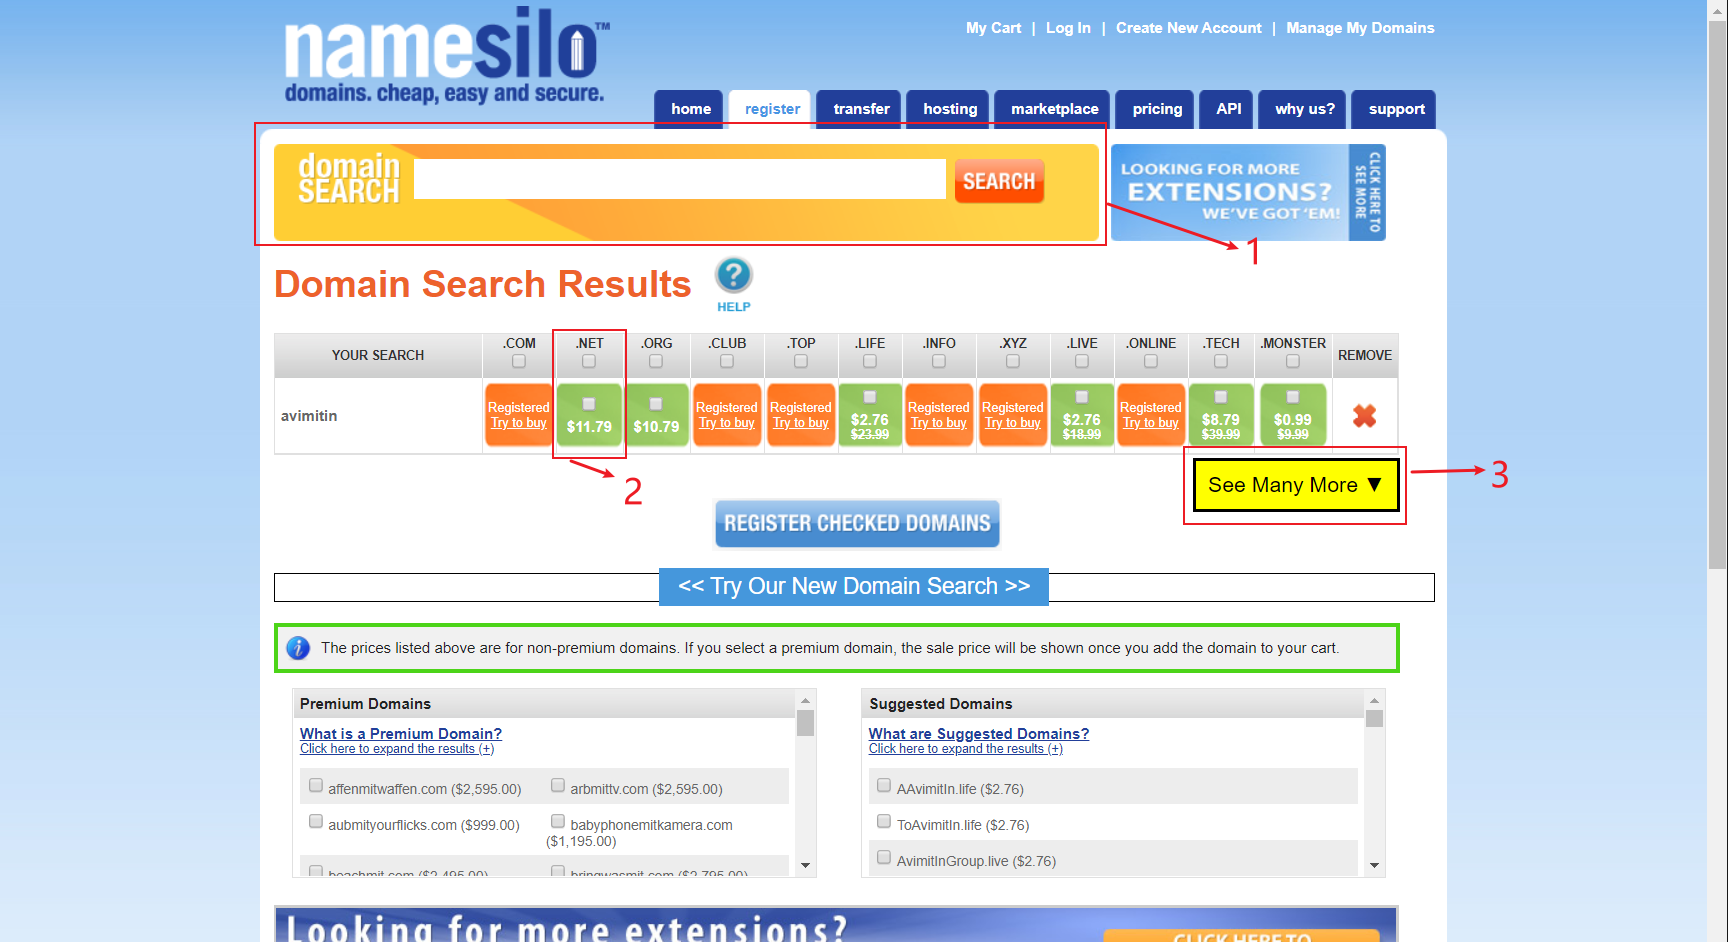 namesilo™
domains. cheap, easy and secure.
My Cart | Log In | Create New Account | Manage My Domains
home register transfer hosting marketplace pricing API why us? support
domain
SEARCH
SEARCH
LOOKING FOR MORE
EXTENSIONS?
WE'VE GOT 'EM!
CLICK HERE TO
SEE MORE
1
Domain Search Results
?
HELP
YOUR SEARCH .COM .NET .ORG .CLUB .TOP .LIFE .INFO .XYZ .LIVE .ONLINE .TECH .MONSTER REMOVE
avimitin
Registered
Try to buy
$11.79
$10.79
Registered
Try to buy
Registered
Try to buy
$2.76
$23.99
Registered
Try to buy
Registered
Try to buy
$2.76
$18.99
Registered
Try to buy
$8.79
$39.99
$0.99
$9.99
2
See Many More ▼
3
REGISTER CHECKED DOMAINS
<< Try Our New Domain Search >>
i
The prices listed above are for non-premium domains. If you select a premium domain, the sale price will be shown once you add the domain to your cart.
Premium Domains
What is a Premium Domain?
Click here to expand the results (+)
affenmitwaffen.com ($2,595.00)
arbmittv.com ($2,595.00)
aubmityourflicks.com ($999.00)
babyphonemitkamera.com
($1,195.00)
beachmit.com ($2,495.00)
bringwasmit.com ($2,795.00)
Suggested Domains
What are Suggested Domains?
Click here to expand the results (+)
AAvimitIn.life ($2.76)
ToAvimitIn.life ($2.76)
AvimitInGroup.live ($2.76)
Looking for more extensions?
CLICK HERE TO